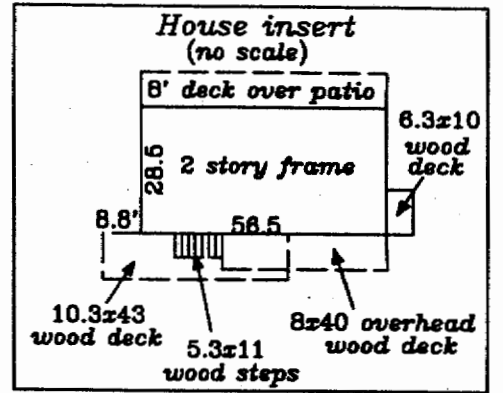 House insert
(no scale)
8' deck over patio
6.3x10
wood
deck
28.5
2 story frame
8.8'
56.5
10.3x43
wood deck
5.3x11
wood steps
8x40 overhead
wood deck